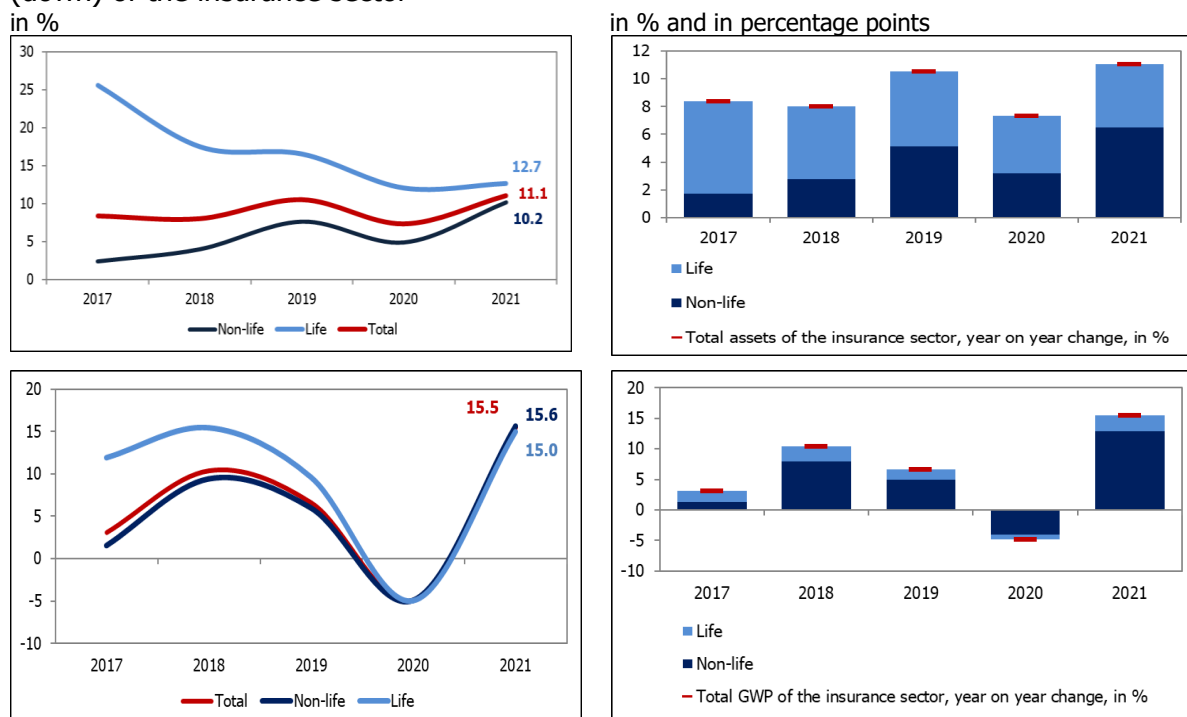 (down) of the insurance sector
in %
30
25
20
15
10
5
0
12.7
11.1
10.2
2017 2018 2019 2020 2021
Non-life Life Total
in % and in percentage points
12
10
8
6
4
2
0
2017 2018 2019 2020 2021
Life
Non-life
Total assets of the insurance sector, year on year change, in %
20
15
10
5
0
-5
-10
15.5 15.6
15.0
2017 2018 2019 2020 2021
Total Non-life Life
20
15
10
5
0
-5
-10
2017 2018 2019 2020 2021
Life
Non-life
Total GWP of the insurance sector, year on year change, in %